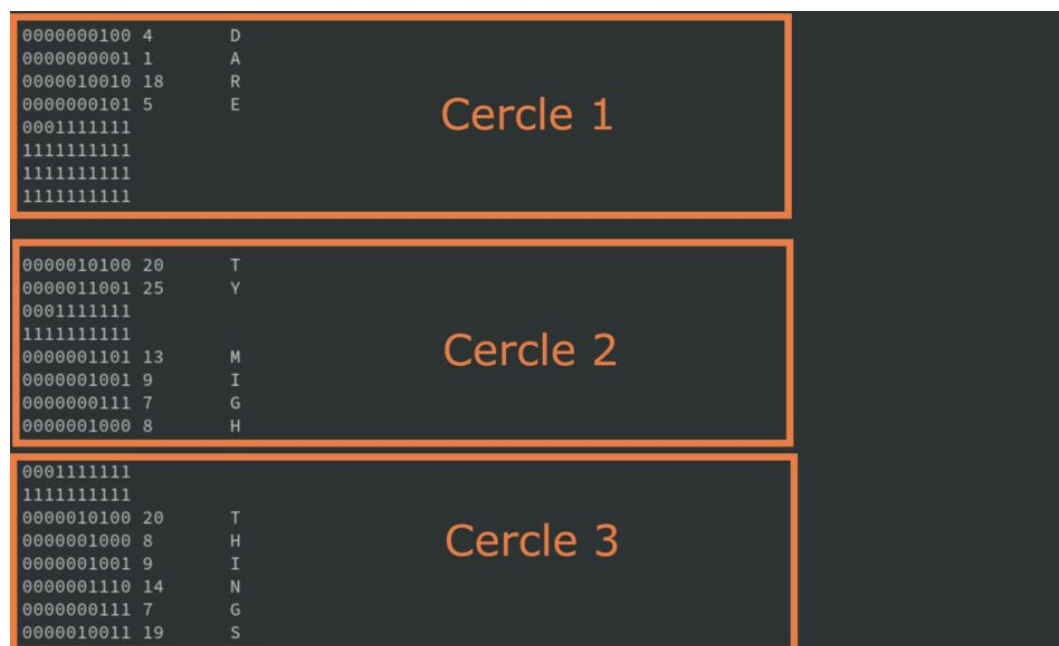 0000000100 4 D
0000000001 1 A
0000010010 18 R
0000000101 5 E
0001111111
1111111111
1111111111
1111111111
Cercle 1
0000010100 20 T
0000011001 25 Y
0001111111
1111111111
0000001101 13 M
0000001001 9 I
0000000111 7 G
0000001000 8 H
Cercle 2
0001111111
1111111111
0000010100 20 T
0000001000 8 H
0000001001 9 I
0000001110 14 N
0000000111 7 G
0000010011 19 S
Cercle 3